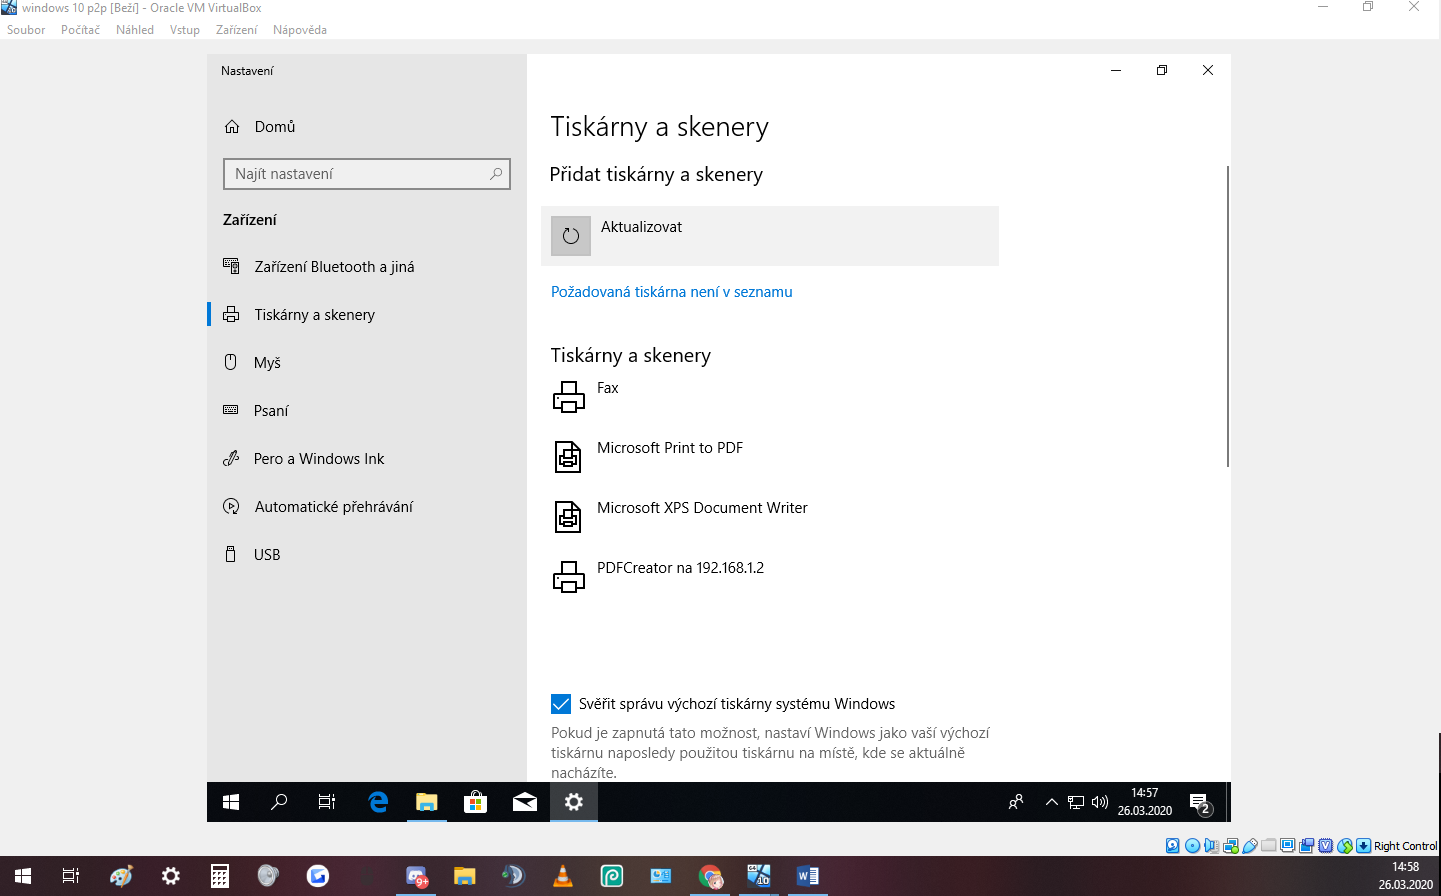 windows 10 p2p [Beží] - Oracle VM VirtualBox
Soubor Počítač Náhled Vstup Zařízení Nápověda
Nastavení
Domů
Najít nastavení
Zařízení
Zařízení Bluetooth a jiná
Tiskárny a skenery
Myš
Psaní
Pero a Windows Ink
Automatické přehrávání
USB
Tiskárny a skenery
Přidat tiskárny a skenery
Aktualizovat
Požadovaná tiskárna není v seznamu
Tiskárny a skenery
Fax
Microsoft Print to PDF
Microsoft XPS Document Writer
PDFCreator na 192.168.1.2
Svěřit správu výchozí tiskárny systému Windows
Pokud je zapnutá tato možnost, nastaví Windows jako vaší výchozí
tiskárnu naposledy použitou tiskárnu na místě, kde se aktuálně
nacházíte.
14:57
26.03.2020
2
Right Control
9+
10
14:58
26.03.2020